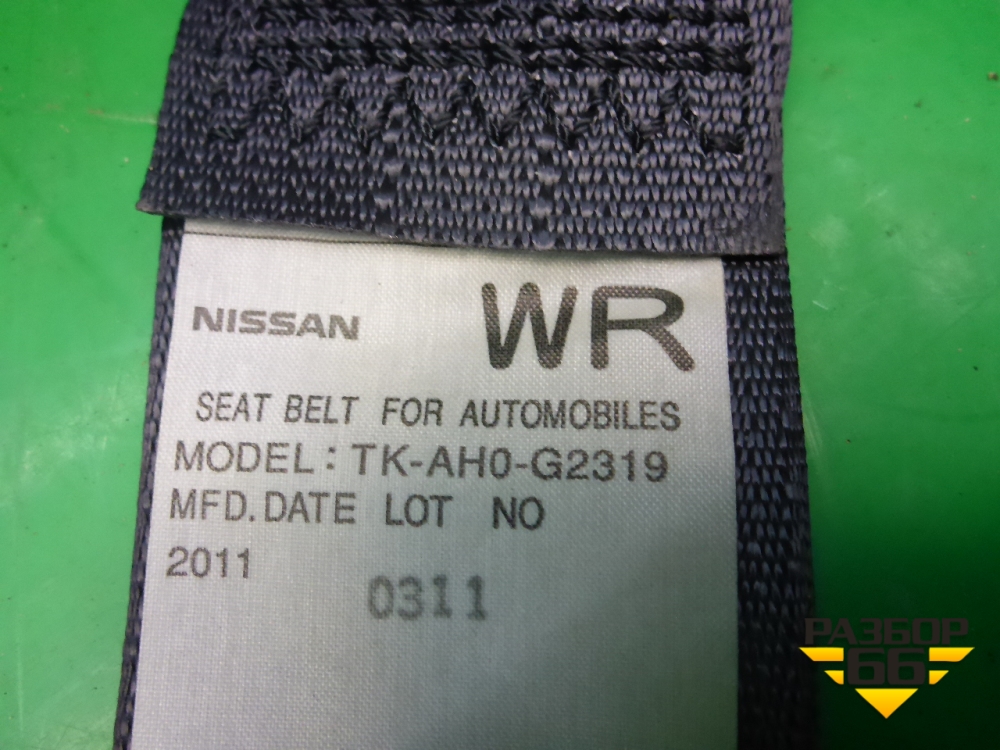 NISSAN WR
SEAT BELT FOR AUTOMOBILES
MODEL: TK-AH0-G2319
MFD.DATE LOT NO
2011
0311
РАЗБОР
66